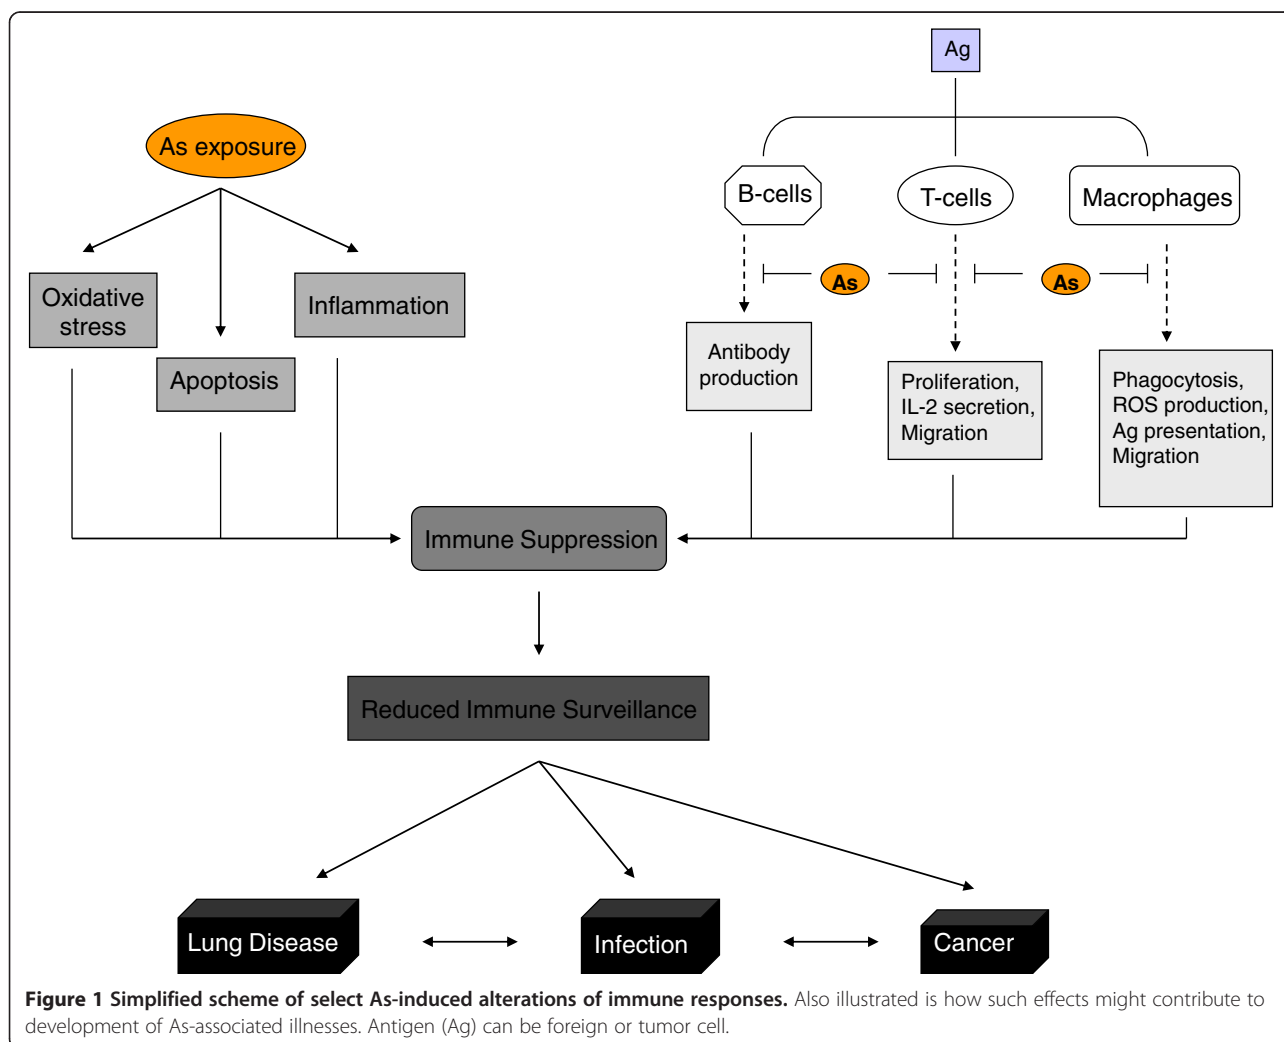 Ag
As exposure
B-cells
T-cells
Macrophages
As
As
Oxidative
stress
Inflammation
Apoptosis
Antibody
production
Proliferation,
IL-2 secretion,
Migration
Phagocytosis,
ROS production,
Ag presentation,
Migration
Immune Suppression
Reduced Immune Surveillance
Lung Disease
Infection
Cancer
Figure 1 Simplified scheme of select As-induced alterations of immune responses. Also illustrated is how such effects might contribute to
development of As-associated illnesses. Antigen (Ag) can be foreign or tumor cell.